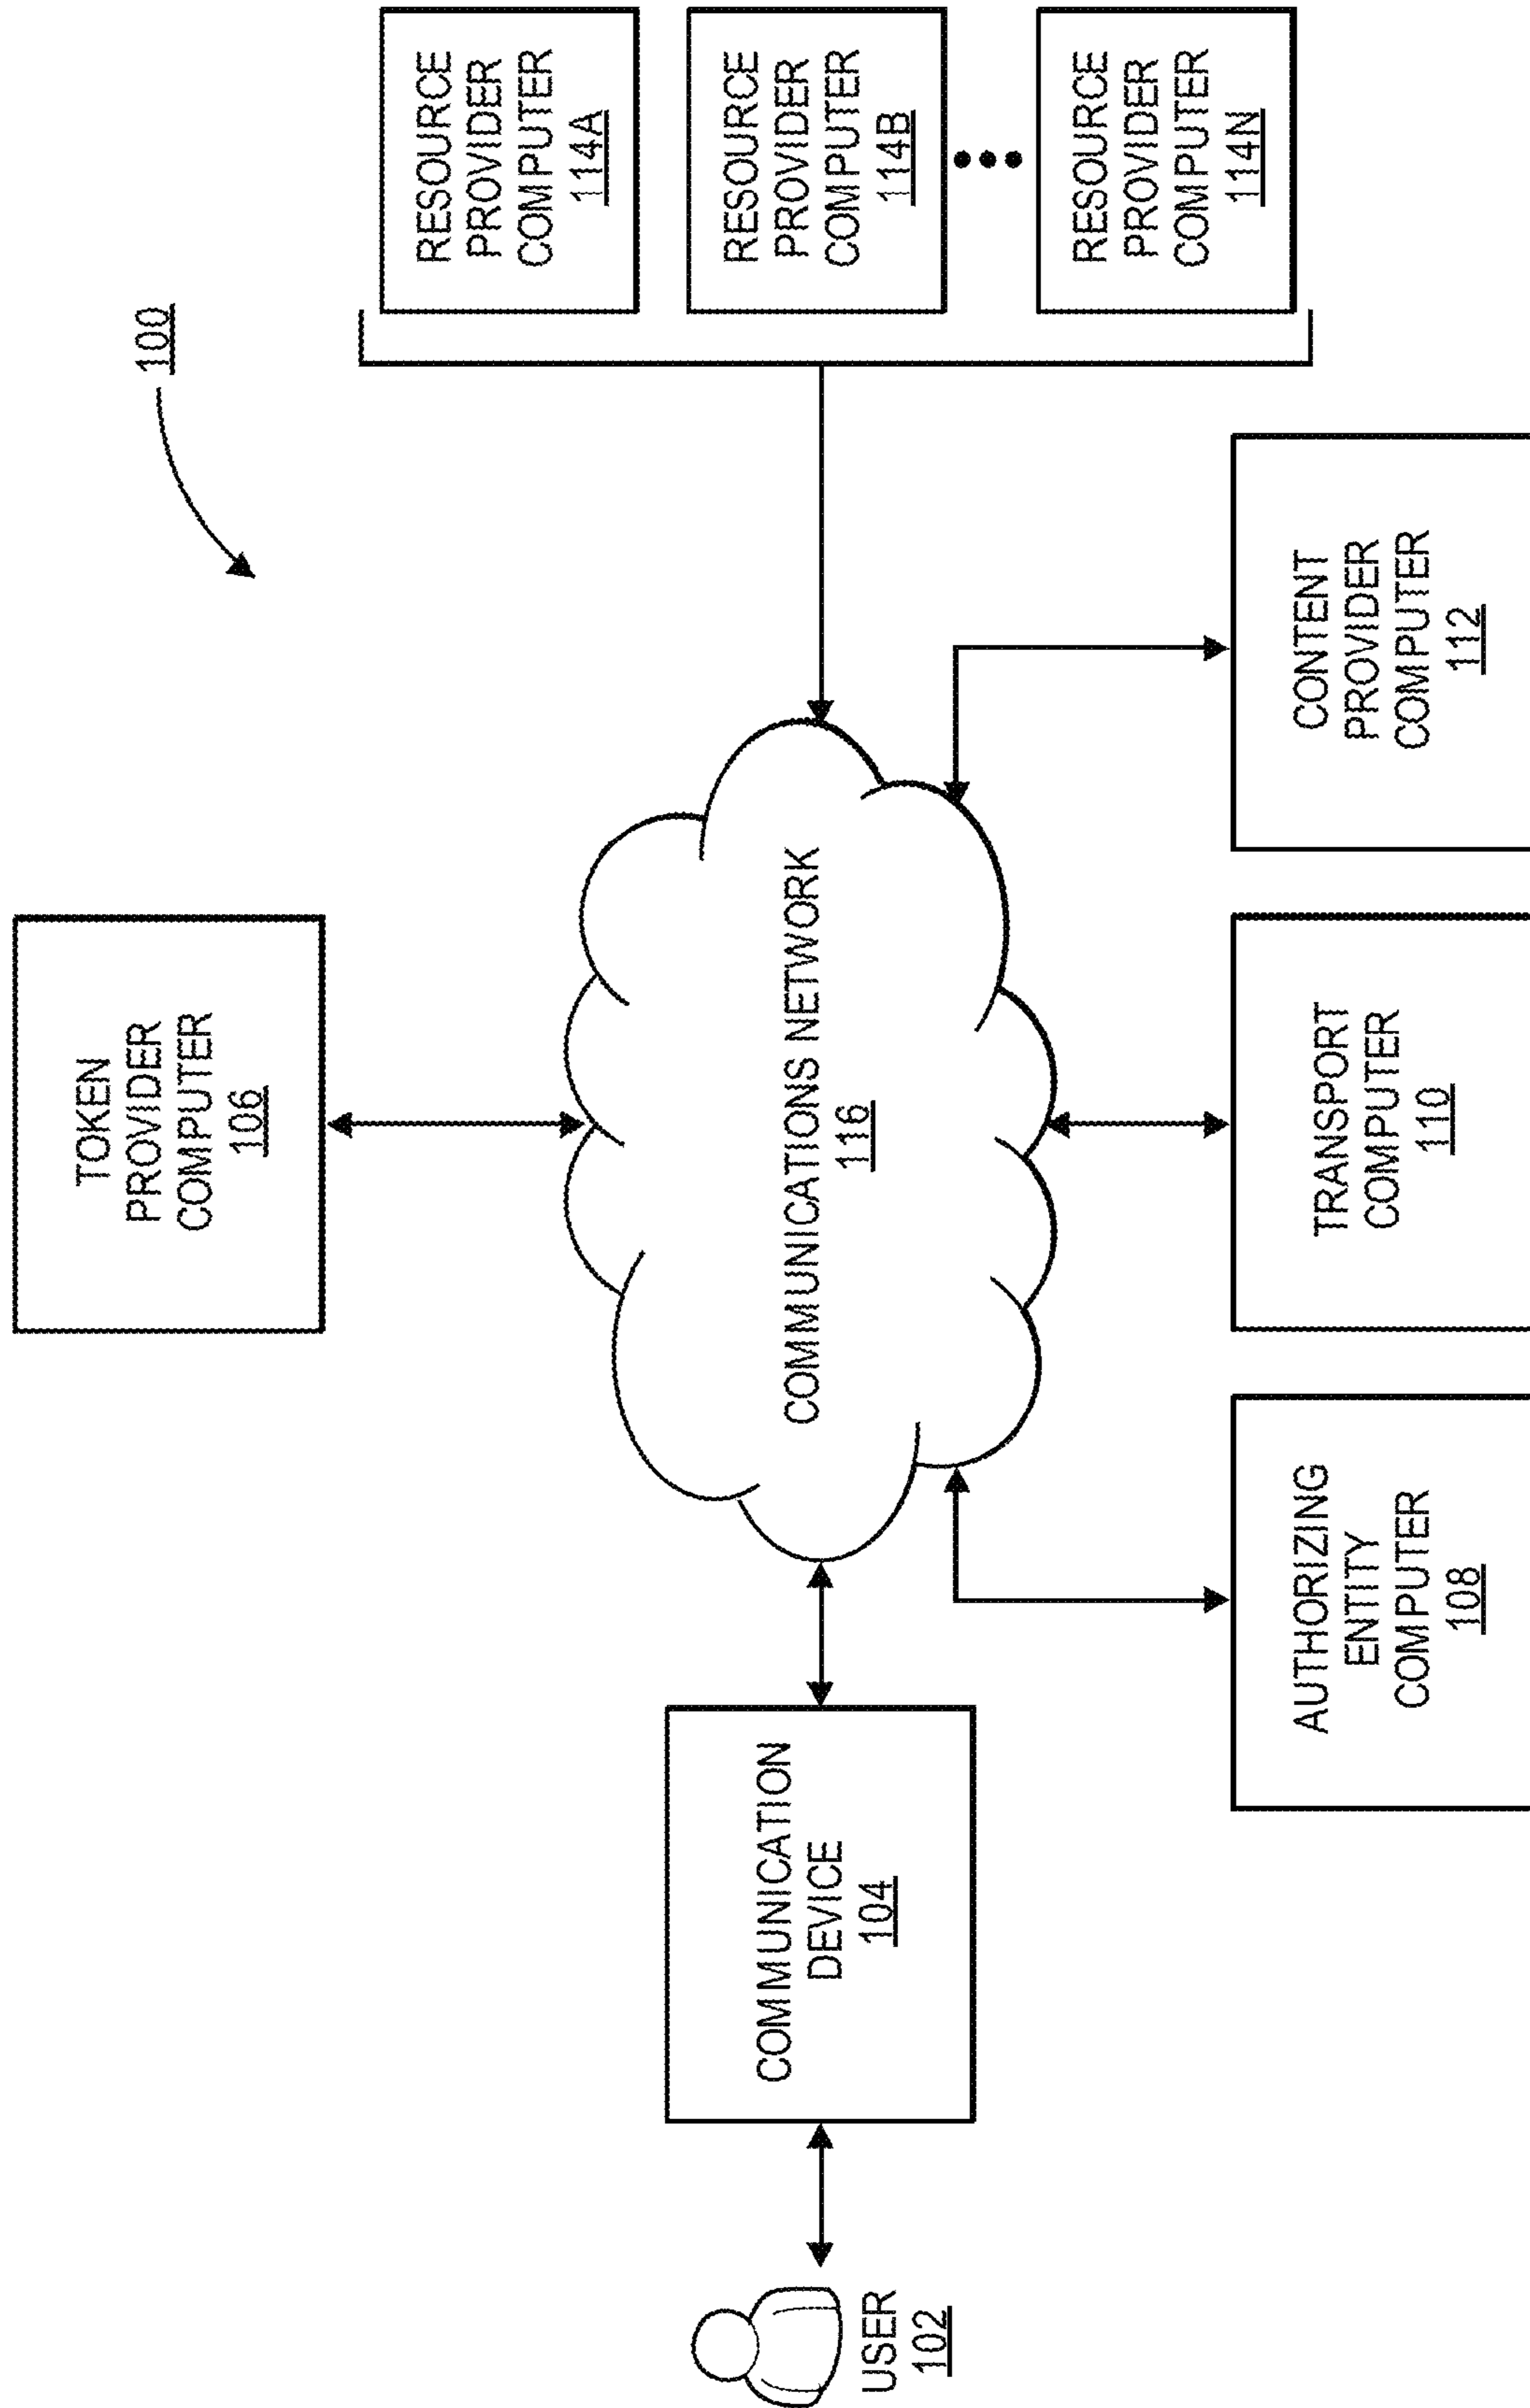 100
TOKEN
PROVIDER
COMPUTER
106
USER
102
COMMUNICATION
DEVICE
104
COMMUNICATIONS NETWORK
116
RESOURCE
PROVIDER
COMPUTER
114A
RESOURCE
PROVIDER
COMPUTER
114B
RESOURCE
PROVIDER
COMPUTER
114N
AUTHORIZING
ENTITY
COMPUTER
108
TRANSPORT
COMPUTER
110
CONTENT
PROVIDER
COMPUTER
112